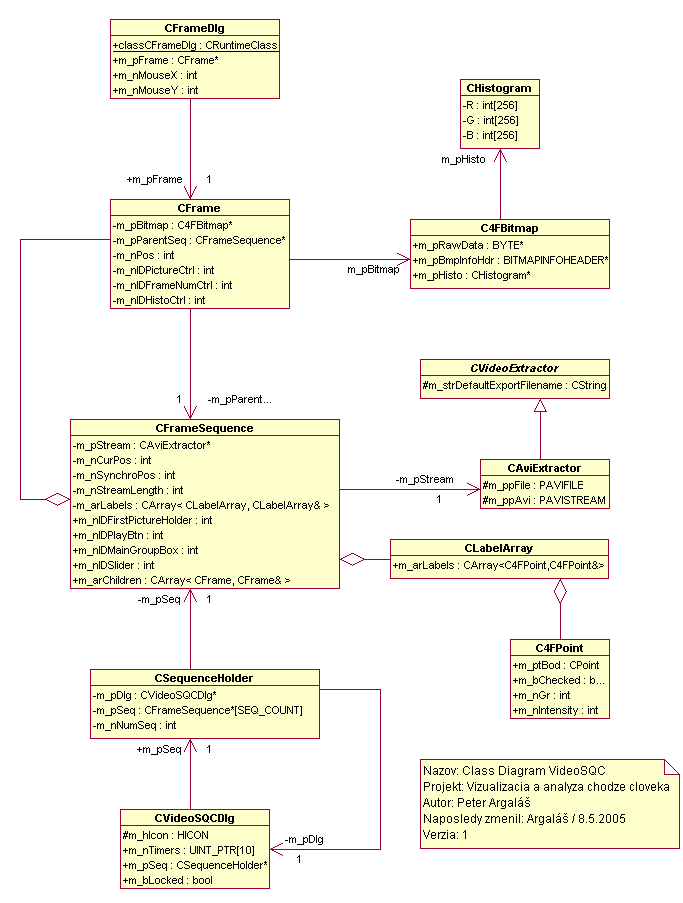 CFrameDlg
+classCFrameDlg : CRuntimeClass
+m_pFrame : CFrame*
+m_nMouseX : int
+m_nMouseY : int
CHistogram
-R : int[256]
-G : int[256]
-B : int[256]
m_pHisto
+m_pFrame 1
CFrame
-m_pBitmap : C4FBitmap*
-m_pParentSeq : CFrameSequence*
-m_nPos : int
-m_nIDPictureCtrl : int
-m_nIDFrameNumCtrl : int
-m_nIDHistoCtrl : int
m_pBitmap
C4FBitmap
+m_pRawData : BYTE*
+m_pBmpInfoHdr : BITMAPINFOHEADER*
+m_pHisto : CHistogram*
CVideoExtractor
#m_strDefaultExportFilename : CString
1 -m_pParent...
CFrameSequence
-m_pStream : CAviExtractor*
-m_nCurPos : int
-m_nSynchroPos : int
-m_nStreamLength : int
-m_arLabels : CArray< CLabelArray, CLabelArray& >
+m_nIDFirstPictureHolder : int
+m_nIDPlayBtn : int
+m_nIDMainGroupBox : int
+m_nIDSlider : int
+m_arChildren : CArray< CFrame, CFrame& >
-m_pStream
1
CAviExtractor
#m_ppFile : PAVIFILE
#m_ppAvi : PAVISTREAM
CLabelArray
+m_arLabels : CArray<C4FPoint,C4FPoint&>
-m_pSeq 1
C4FPoint
+m_ptBod : CPoint
+m_bChecked : b...
+m_nGr : int
+m_nIntensity : int
CSequenceHolder
-m_pDlg : CVideoSQCDlg*
-m_pSeq : CFrameSequence*[SEQ_COUNT]
-m_nNumSeq : int
+m_pSeq 1
CVideoSQCDlg
#m_hIcon : HICON
+m_nTimers : UINT_PTR[10]
+m_pSeq : CSequenceHolder*
+m_bLocked : bool
-m_pDlg
1
Nazov: Class Diagram VideoSQC
Projekt: Vizualizacia a analyza chodze cloveka
Autor: Peter Argaláš
Naposledy zmenil: Argaláš / 8.5.2005
Verzia: 1